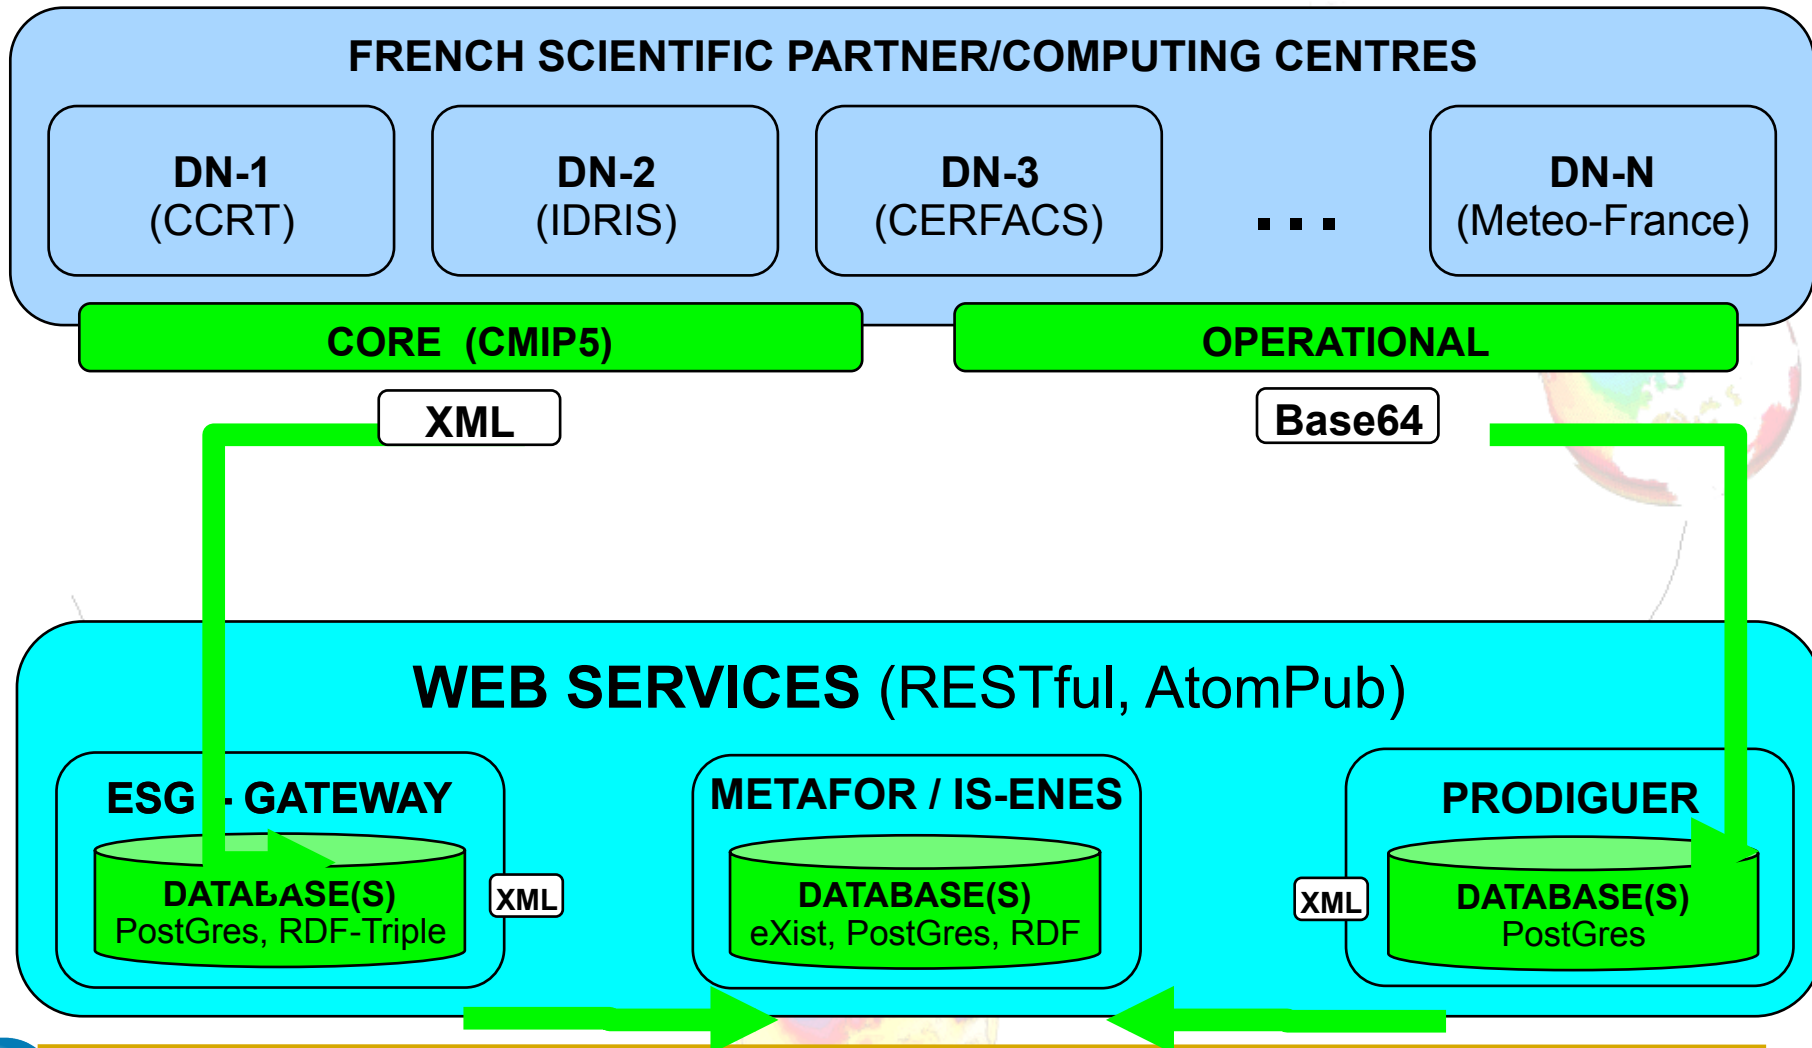 FRENCH SCIENTIFIC PARTNER/COMPUTING CENTRES
DN-1
(CCRT)
DN-2
(IDRIS)
DN-3
(CERFACS)
...
DN-N
(Meteo-France)
CORE (CMIP5)
OPERATIONAL
XML
Base64
WEB SERVICES (RESTful, AtomPub)
ESG - GATEWAY
DATABASE(S)
PostGres, RDF-Triple
XML
METAFOR / IS-ENES
DATABASE(S)
eXist, PostGres, RDF
XML
PRODIGUER
DATABASE(S)
PostGres